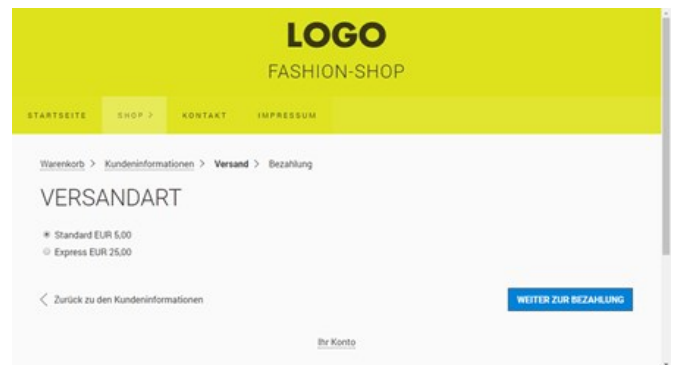 LOGO
FASHION-SHOP
STARTSEITE SHOP > KONTAKT IMPRESSUM
Warenkorb > Kundeninformationen > Versand > Bezahlung
VERSANDART
Standard EUR 5,00
Express EUR 25,00
Zurück zu den Kundeninformationen WEITER ZUR BEZAHLUNG
Ihr Konto